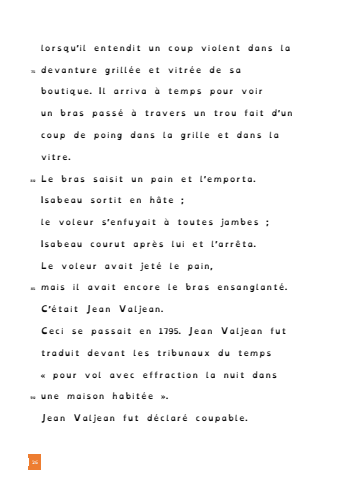 lorsqu'il entendit un coup violent dans la
devanture grillée et vitrée de sa
boutique. Il arriva à temps pour voir
un bras passé à travers un trou fait d'un
coup de poing dans la grille et dans la
vitre.
Le bras saisit un pain et l'emporta.
Isabeau sortit en hâte ;
le voleur s'enfuyait à toutes jambes ;
Isabeau courut après lui et l'arrêta.
Le voleur avait jeté le pain,
mais il avait encore le bras ensanglanté.
C'était Jean Valjean.
Ceci se passait en 1795. Jean Valjean fut
traduit devant les tribunaux du temps
« pour vol avec effraction la nuit dans
une maison habitée ».
Jean Valjean fut déclaré coupable.